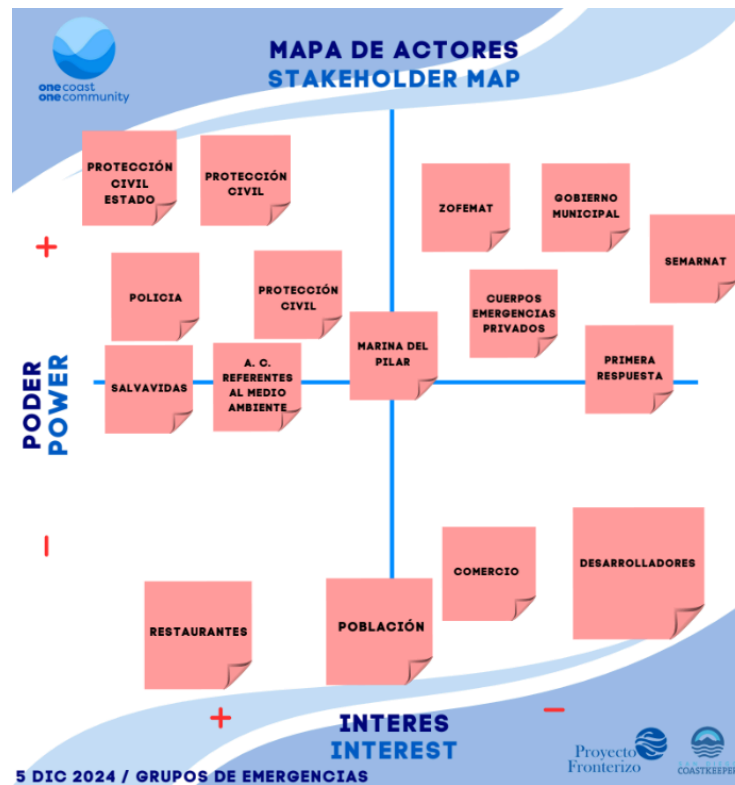 MAPA DE ACTORES
STAKEHOLDER MAP
one coast
one community
PROTECCIÓN
CIVIL
ESTADO
PROTECCIÓN
CIVIL
ZOFEMAT
GOBIERNO
MUNICIPAL
SEMARNAT
+
POLICIA
PROTECCIÓN
CIVIL
CUERPOS
EMERGENCIAS
PRIVADOS
MARINA DEL
PILAR
PRIMERA
RESPUESTA
SALVAVIDAS
A. C.
REFERENTES
AL MEDIO
AMBIENTE
PODER
POWER
-
COMERCIO
DESARROLLADORES
RESTAURANTES
POBLACIÓN
+
INTERES
INTEREST
-
Proyecto
Fronterizo
COASTKEEPER
5 DIC 2024 / GRUPOS DE EMERGENCIAS